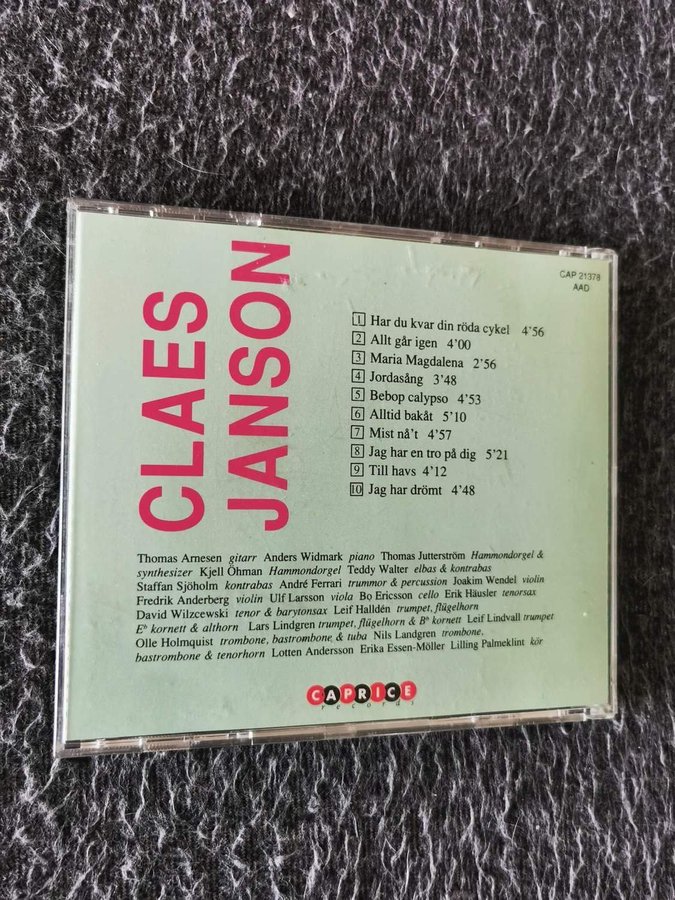 CLAES
JANSON
CAP 21378
AAD
1 Har du kvar din röda cykel 4'56
2 Allt går igen 4'00
3 Maria Magdalena 2'56
4 Jordasång 3'48
5 Bebop calypso 4'53
6 Alltid bakåt 5'10
7 Mist nå't 4'57
8 Jag har en tro på dig 5'21
9 Till havs 4'12
10 Jag har drömt 4'48
Thomas Arnesen gitarr Anders Widmark piano Thomas Jutterström Hammondorgel &
synthesizer Kjell Öhman Hammondorgel Teddy Walter elbas & kontrabas
Staffan Sjöholm kontrabas André Ferrari trummor & percussion Joakim Wendel violin
Fredrik Anderberg violin Ulf Larsson viola Bo Ericsson cello Erik Häusler tenorsax
David Wilzcewski tenor & barytonsax Leif Halldén trumpet, flügelhorn
E♭ kornett & althorn Lars Lindgren trumpet, flügelhorn & B♭ kornett Leif Lindvall trumpet
Olle Holmquist trombone, bastrombone & tuba Nils Landgren trombone,
bastrombone & tenorhorn Lotten Andersson Erika Essen-Möller Lilling Palmeklint kör
CAPRICE
records